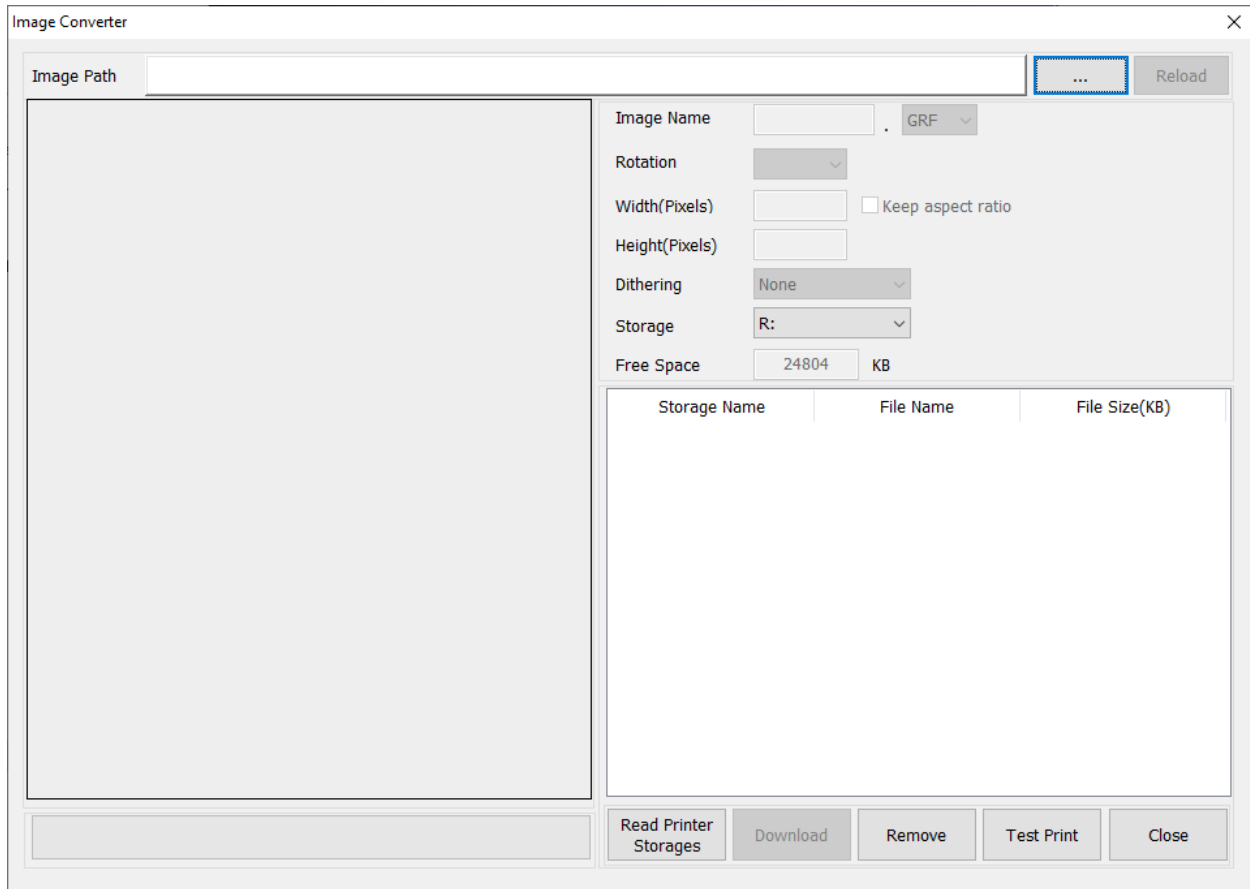 Image Converter
Image Path
...
Reload
Image Name
.
GRF
Rotation
Width(Pixels)
Keep aspect ratio
Height(Pixels)
Dithering
None
Storage
R:
Free Space
24804
KB
Storage Name
File Name
File Size(KB)
Read Printer
Storages
Download
Remove
Test Print
Close